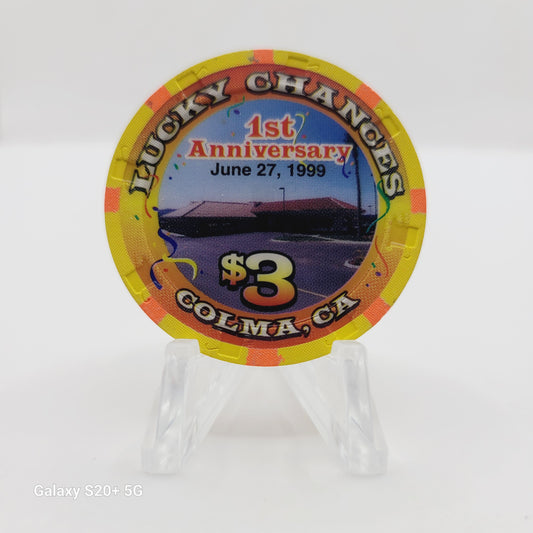 LUCKY CHANCES
1st
Anniversary
June 27, 1999
$3
COLMA, CA
Galaxy S20+ 5G